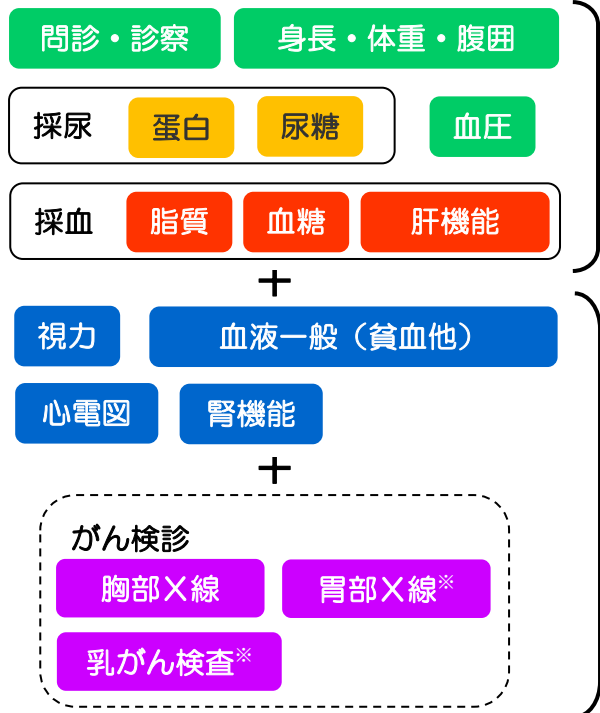 問診・診察 身長・体重・腹囲
採尿 蛋白 尿糖 血圧
採血 脂質 血糖 肝機能
＋
視力 血液一般（貧血他）
心電図 腎機能
＋
がん検診
胸部X線 胃部X線※
乳がん検査※